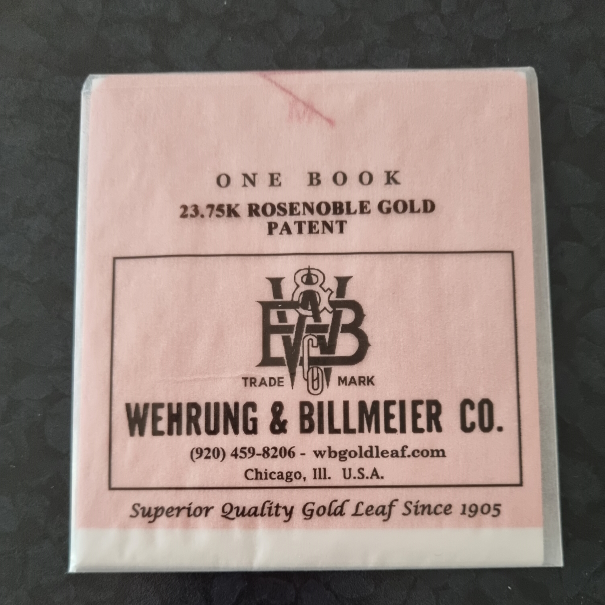 ONE BOOK
23.75K ROSENOBLE GOLD
PATENT
W&B
Co
TRADE MARK
WEHRUNG & BILLMEIER CO.
(920) 459-8206 - wbgoldleaf.com
Chicago, Ill. U.S.A.
Superior Quality Gold Leaf Since 1905